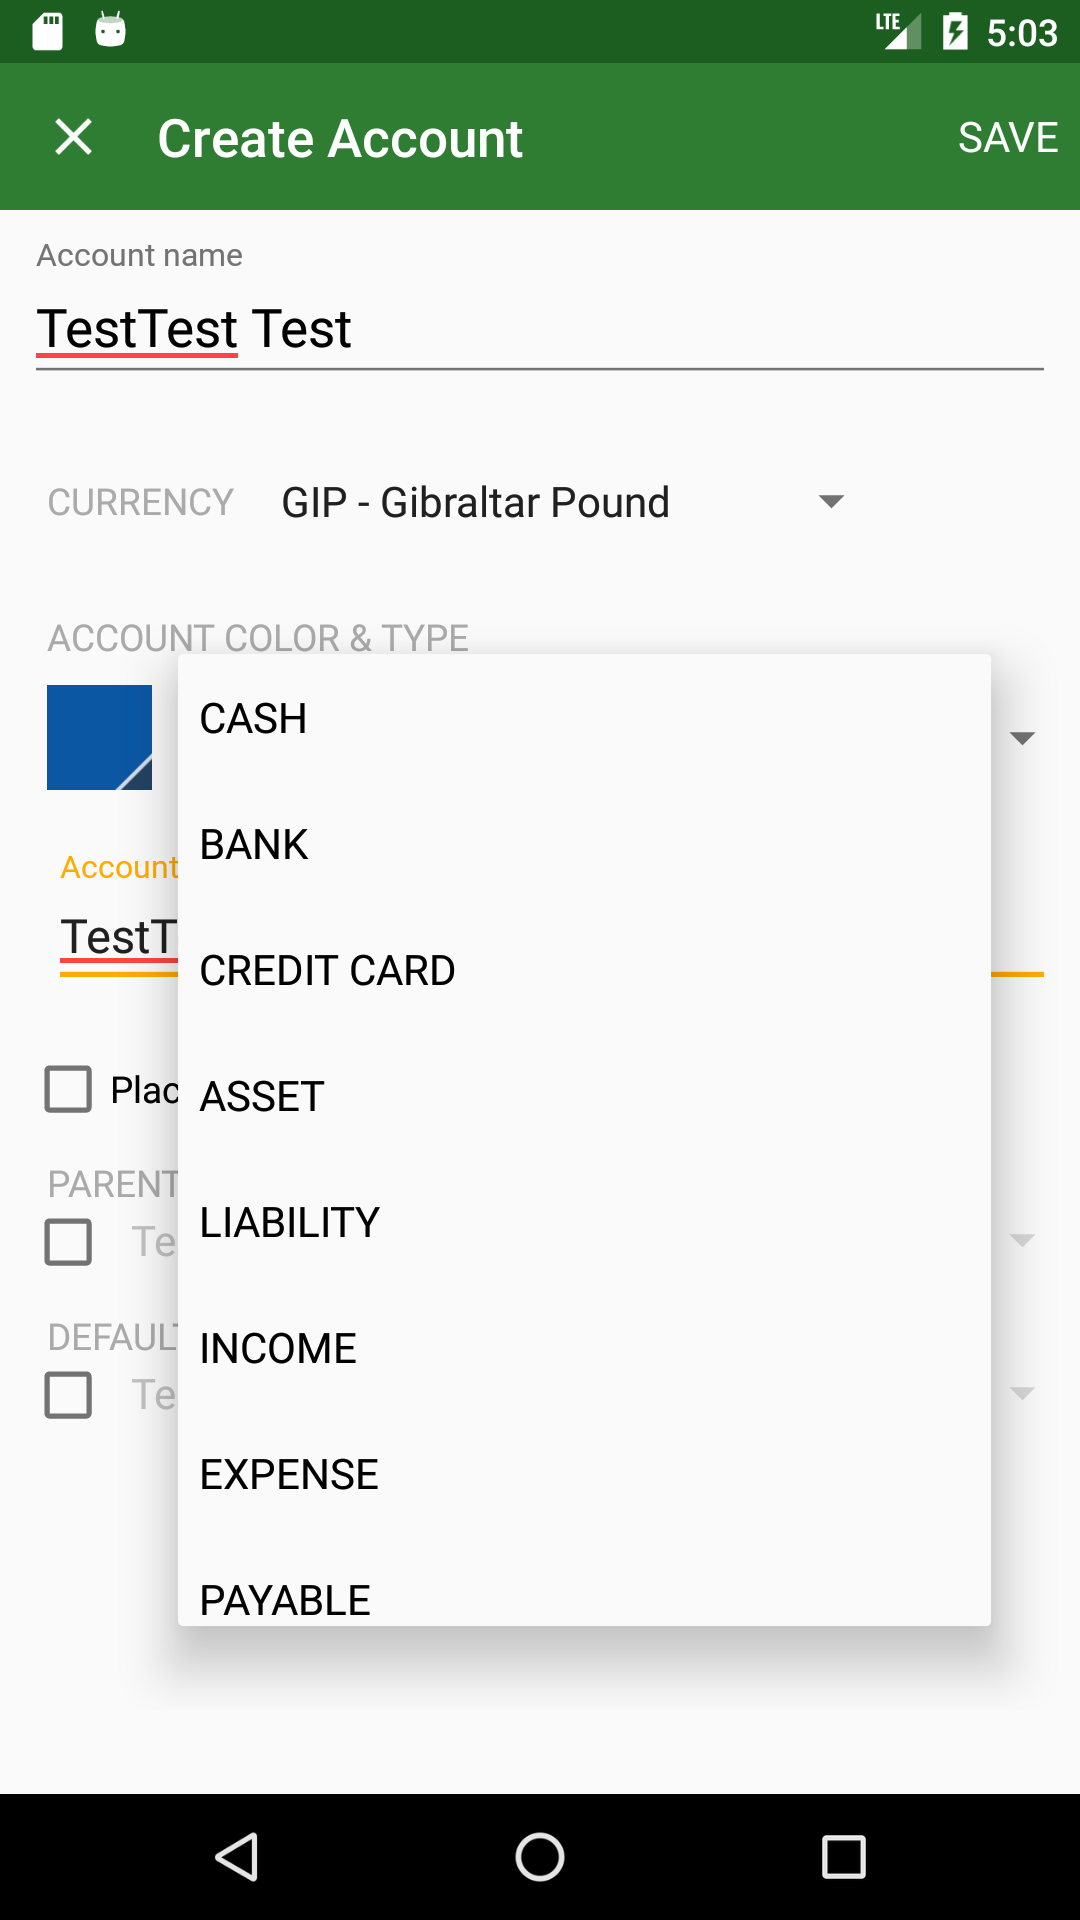 LTE 5:03
Create Account SAVE
Account name
TestTest Test
CURRENCY GIP - Gibraltar Pound
ACCOUNT COLOR & TYPE
CASH
BANK
Account
CREDIT CARD
TestT
ASSET
Plac
LIABILITY
PARENT
Te
INCOME
DEFAUL
Te
EXPENSE
PAYABLE